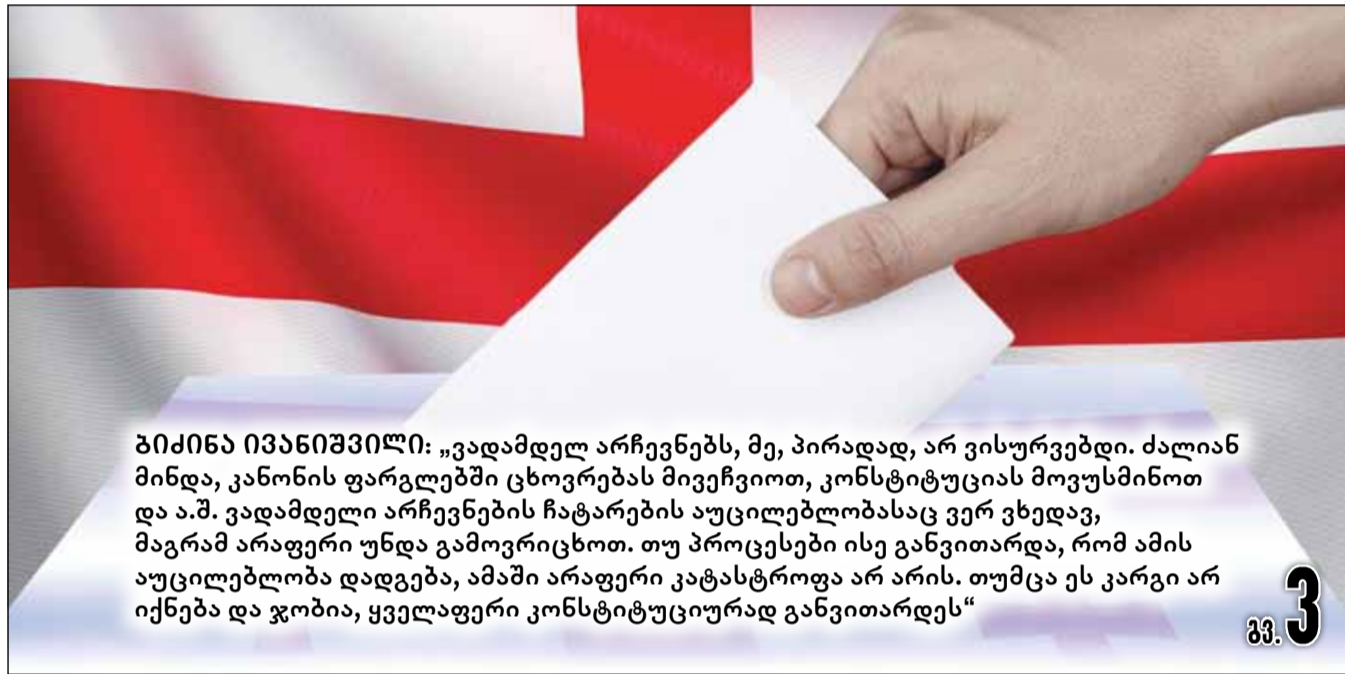 ბიძინა ივანიშვილი: „ვადამდელ არჩევნებს, მე, პირადად, არ ვისურვებდი. ძალიან
მინდა, კანონის ფარგლებში ცხოვრებას მივეჩვიოთ, კონსტიტუციას მოვუსმინოთ
და ა.შ. ვადამდელი არჩევნების ჩატარების აუცილებლობასაც ვერ ვხედავ,
მაგრამ არაფერი უნდა გამოვრიცხოთ. თუ პროცესები ისე განვითარდა, რომ ამის
აუცილებლობა დადგება, ამაში არაფერი კატასტროფა არ არის. თუმცა ეს კარგი არ
იქნება და ჯობია, ყველაფერი კონსტიტუციურად განვითარდეს“
გვ. 3